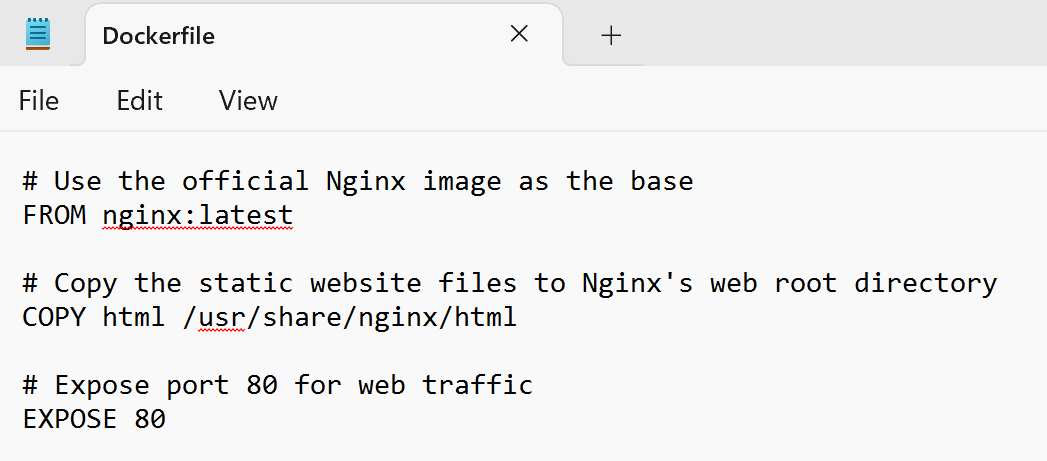 Dockerfile
File Edit View
# Use the official Nginx image as the base
FROM nginx:latest
# Copy the static website files to Nginx's web root directory
COPY html /usr/share/nginx/html
# Expose port 80 for web traffic
EXPOSE 80